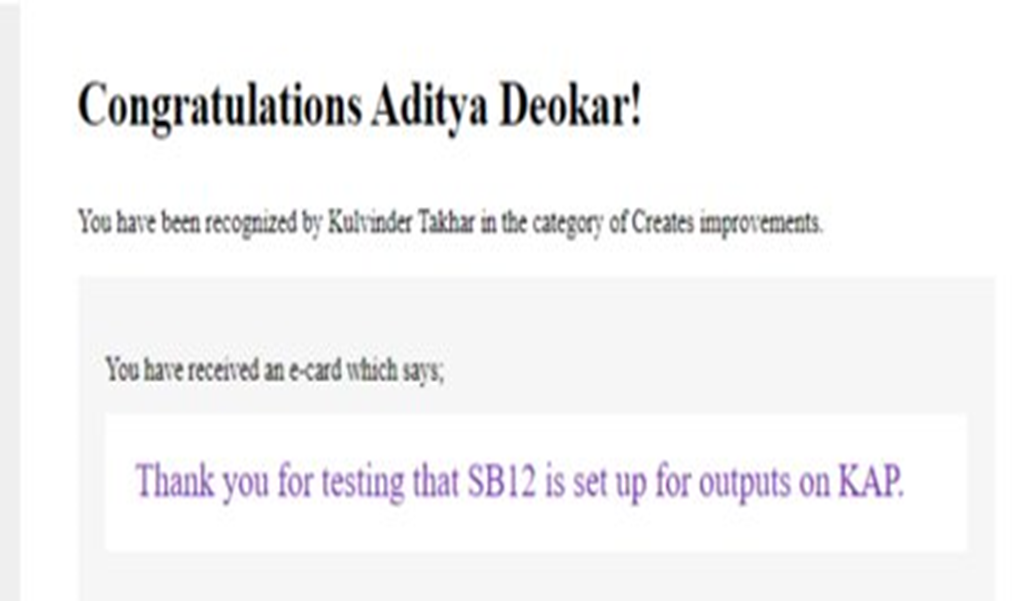 Congratulations Aditya Deokar!
You have been recognized by Kulvinder Takhar in the category of Creates improvements.
You have received an e-card which says;
Thank you for testing that SB12 is set up for outputs on KAP.